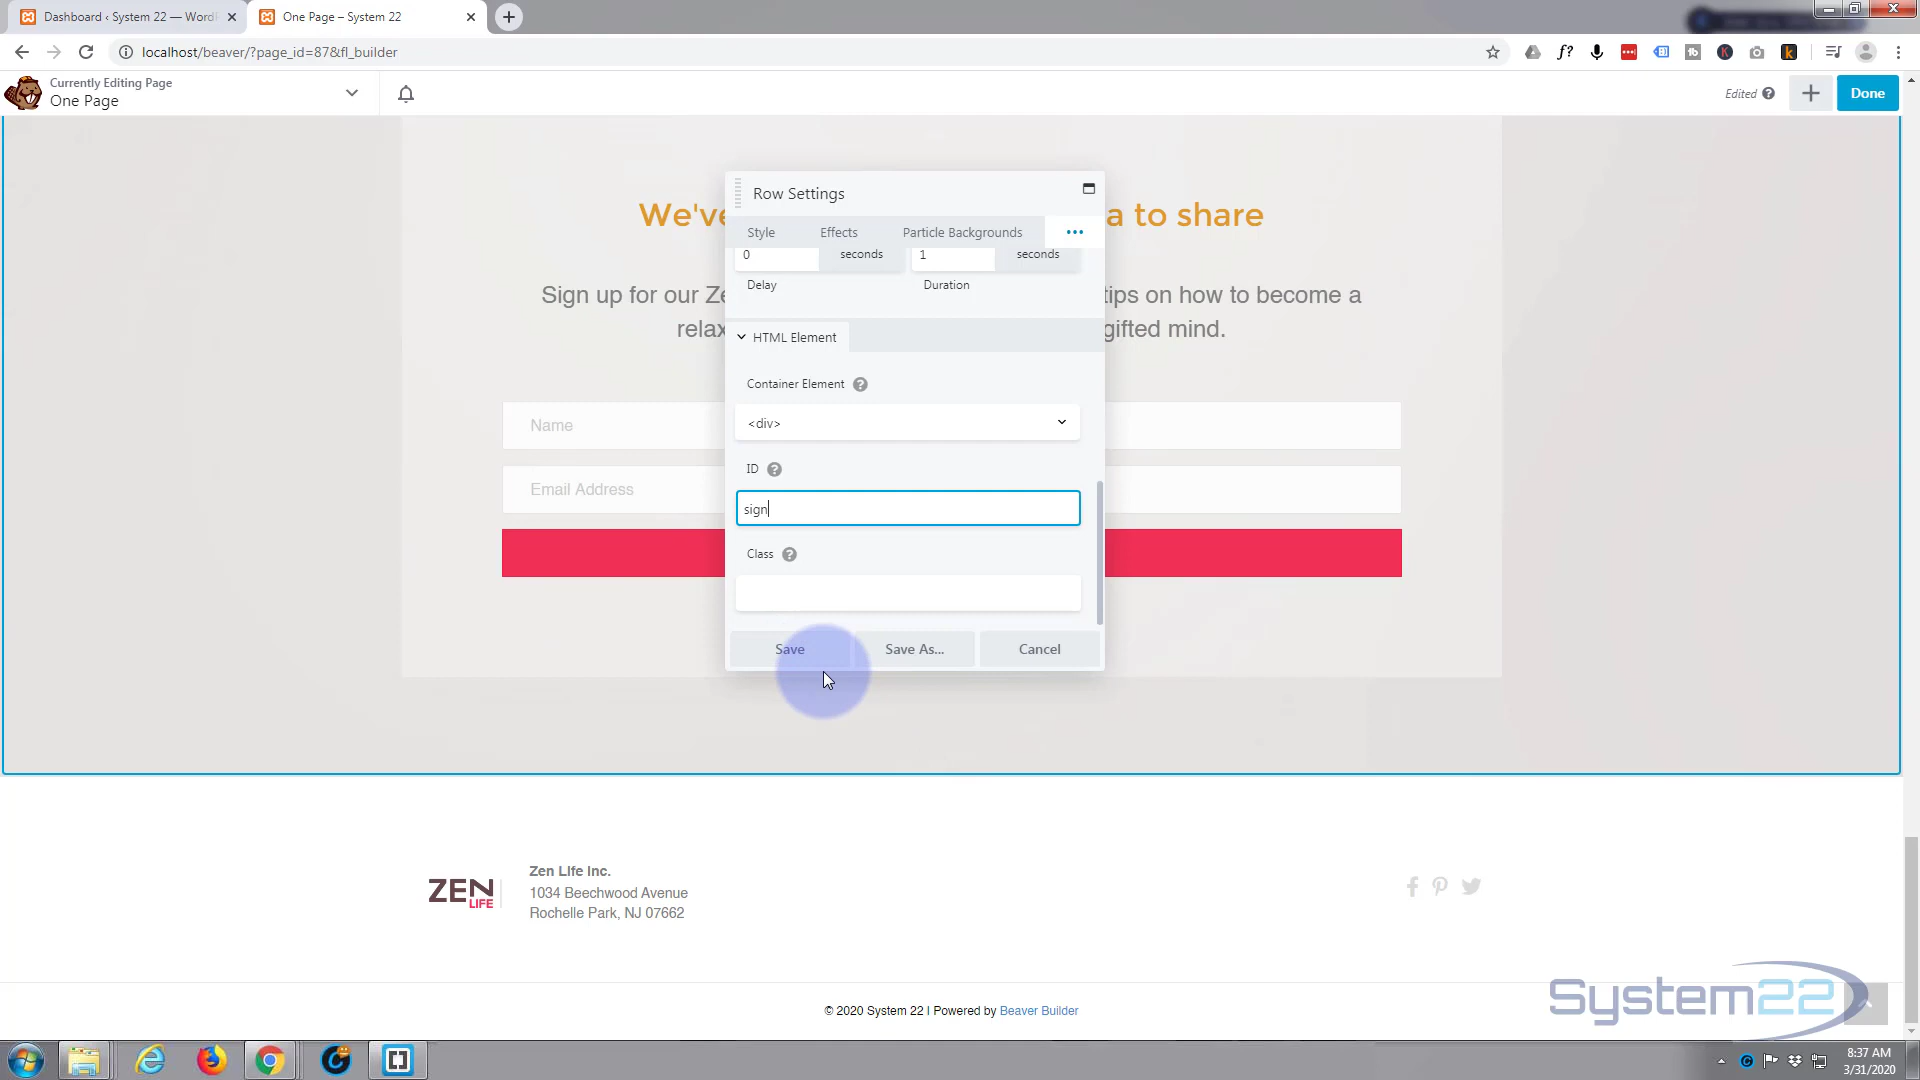 Dashboard ‹ System 22 — WordP
One Page – System 22
localhost/beaver/?page_id=87&fl_builder
Currently Editing Page
One Page
Edited
Done
We've
a to share
Sign up for our Ze
tips on how to become a
relax
gifted mind.
Name
Email Address
Row Settings
Style
Effects
Particle Backgrounds
0
seconds
1
seconds
Delay
Duration
HTML Element
Container Element
<div>
ID
sign
Class
Save
Save As...
Cancel
ZEN
LIFE
Zen Life Inc.
1034 Beechwood Avenue
Rochelle Park, NJ 07662
© 2020 System 22 | Powered by Beaver Builder
System22
8:37 AM
3/31/2020